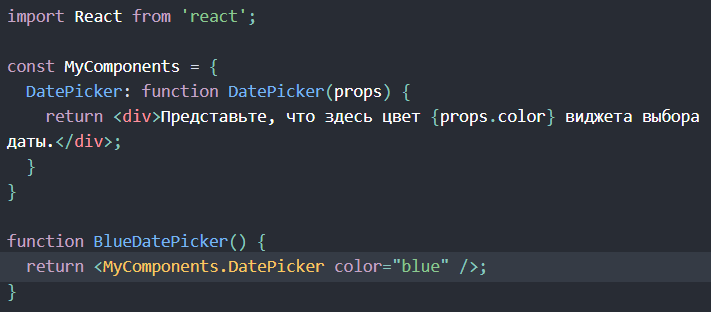 import React from 'react';
const MyComponents = {
  DatePicker: function DatePicker(props) {
    return <div>Представьте, что здесь цвет {props.color} виджета выбора
даты.</div>;
  }
}
function BlueDatePicker() {
  return <MyComponents.DatePicker color="blue" />;
}